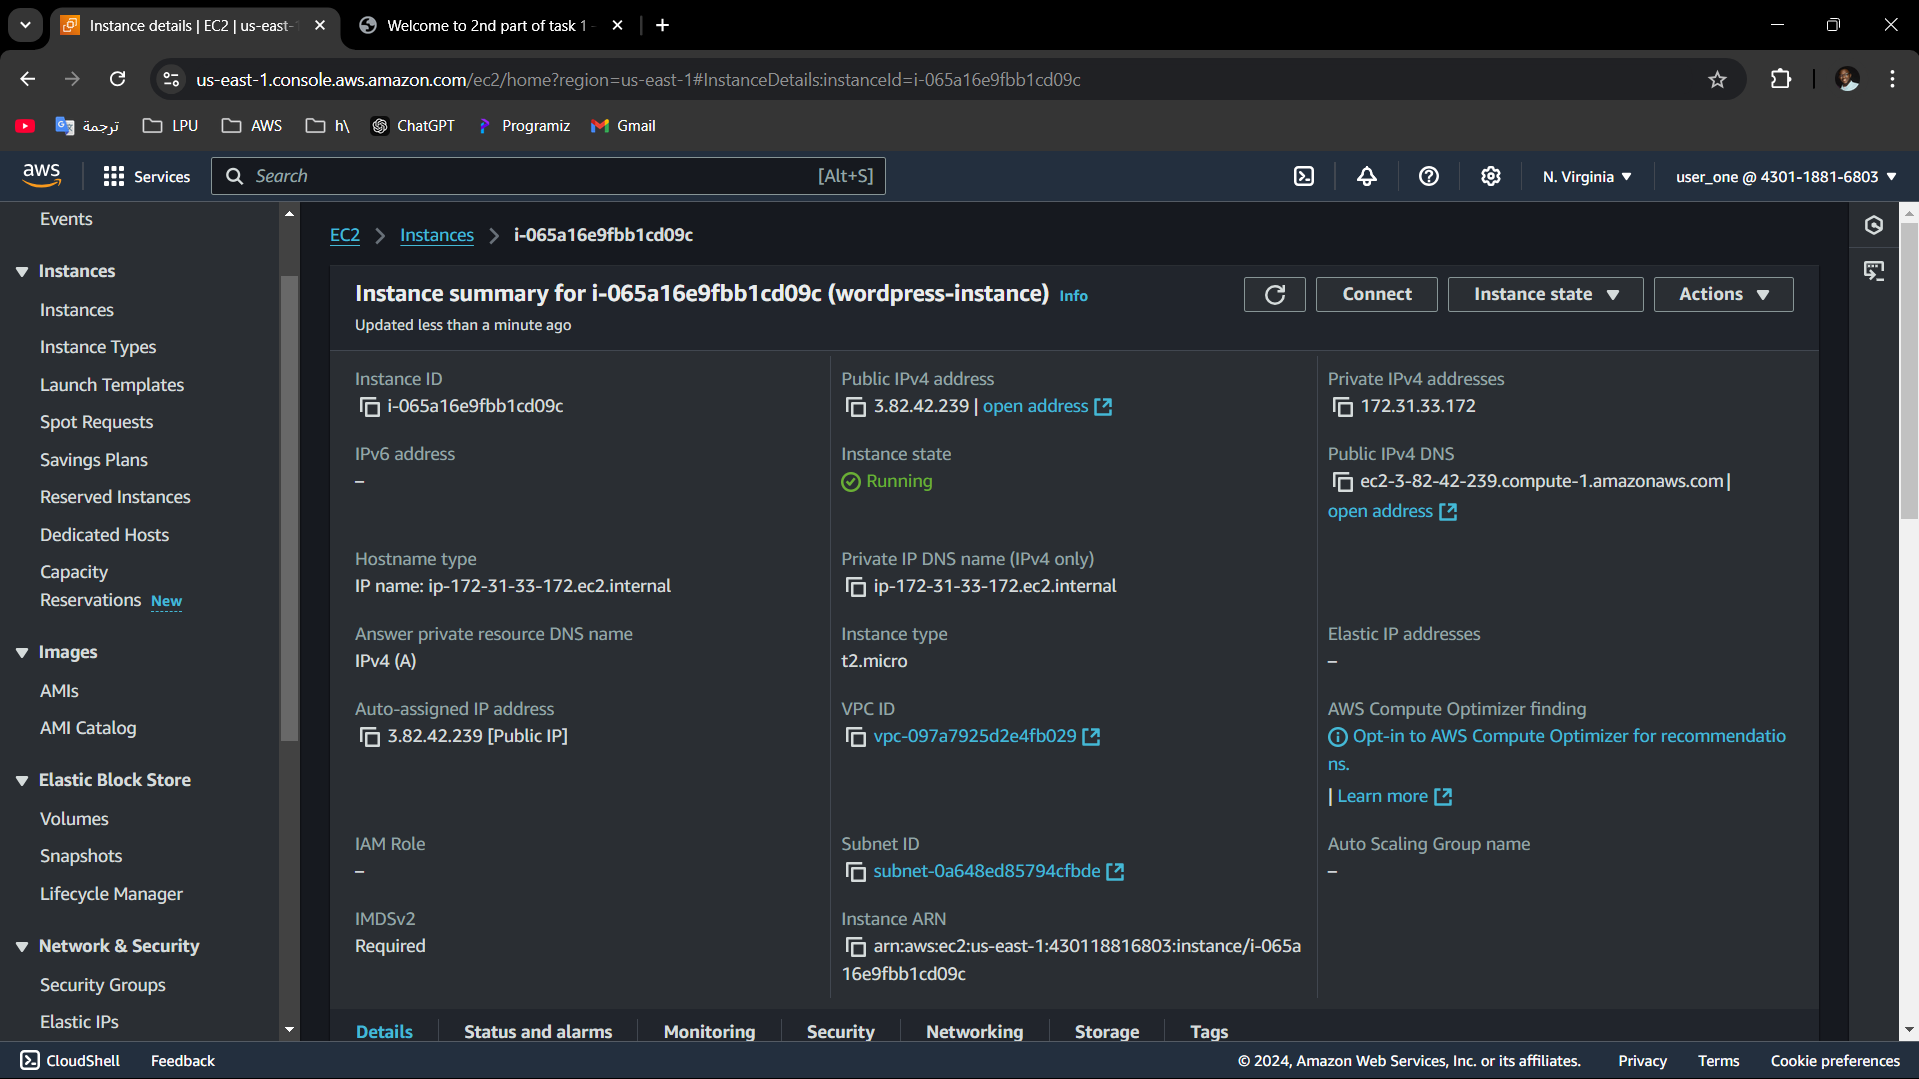 Instance details | EC2 | us-east-1
Welcome to 2nd part of task 1 -
us-east-1.console.aws.amazon.com/ec2/home?region=us-east-1#InstanceDetails:instanceId=i-065a16e9fbb1cd09c
ترجمة
LPU
AWS
h\
ChatGPT
Programiz
Gmail
aws
Services
Search
[Alt+S]
N. Virginia
user_one @ 4301-1881-6803
Events
Instances
Instances
Instance Types
Launch Templates
Spot Requests
Savings Plans
Reserved Instances
Dedicated Hosts
Capacity
Reservations New
Images
AMIs
AMI Catalog
Elastic Block Store
Volumes
Snapshots
Lifecycle Manager
Network & Security
Security Groups
Elastic IPs
EC2 > Instances > i-065a16e9fbb1cd09c
Instance summary for i-065a16e9fbb1cd09c (wordpress-instance) Info
Updated less than a minute ago
Connect
Instance state
Actions
Instance ID
i-065a16e9fbb1cd09c
Public IPv4 address
3.82.42.239 | open address
Private IPv4 addresses
172.31.33.172
IPv6 address
–
Instance state
Running
Public IPv4 DNS
ec2-3-82-42-239.compute-1.amazonaws.com |
open address
Hostname type
IP name: ip-172-31-33-172.ec2.internal
Private IP DNS name (IPv4 only)
ip-172-31-33-172.ec2.internal
Answer private resource DNS name
IPv4 (A)
Instance type
t2.micro
Elastic IP addresses
–
Auto-assigned IP address
3.82.42.239 [Public IP]
VPC ID
vpc-097a7925d2e4fb029
AWS Compute Optimizer finding
Opt-in to AWS Compute Optimizer for recommendatio
ns.
| Learn more
IAM Role
–
Subnet ID
subnet-0a648ed85794cfbde
Auto Scaling Group name
–
IMDSv2
Required
Instance ARN
arn:aws:ec2:us-east-1:430118816803:instance/i-065a
16e9fbb1cd09c
Details
Status and alarms
Monitoring
Security
Networking
Storage
Tags
CloudShell
Feedback
© 2024, Amazon Web Services, Inc. or its affiliates.
Privacy
Terms
Cookie preferences